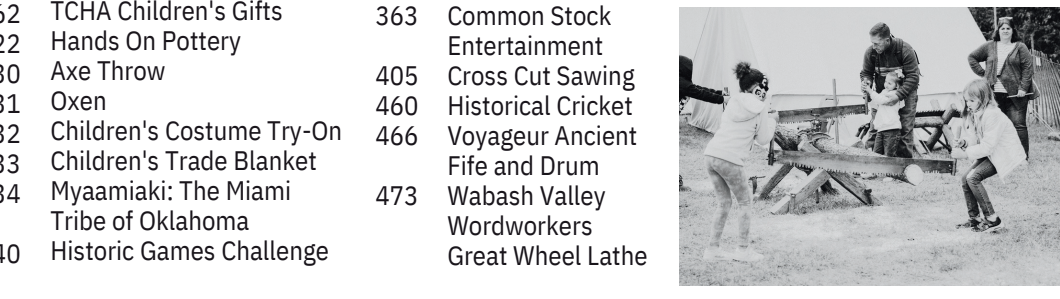 62 TCHA Children's Gifts
22 Hands On Pottery
30 Axe Throw
31 Oxen
32 Children's Costume Try-On
33 Children's Trade Blanket
34 Myaamiaki: The Miami
Tribe of Oklahoma
40 Historic Games Challenge
363 Common Stock
Entertainment
405 Cross Cut Sawing
460 Historical Cricket
466 Voyageur Ancient
Fife and Drum
473 Wabash Valley
Wordworkers
Great Wheel Lathe